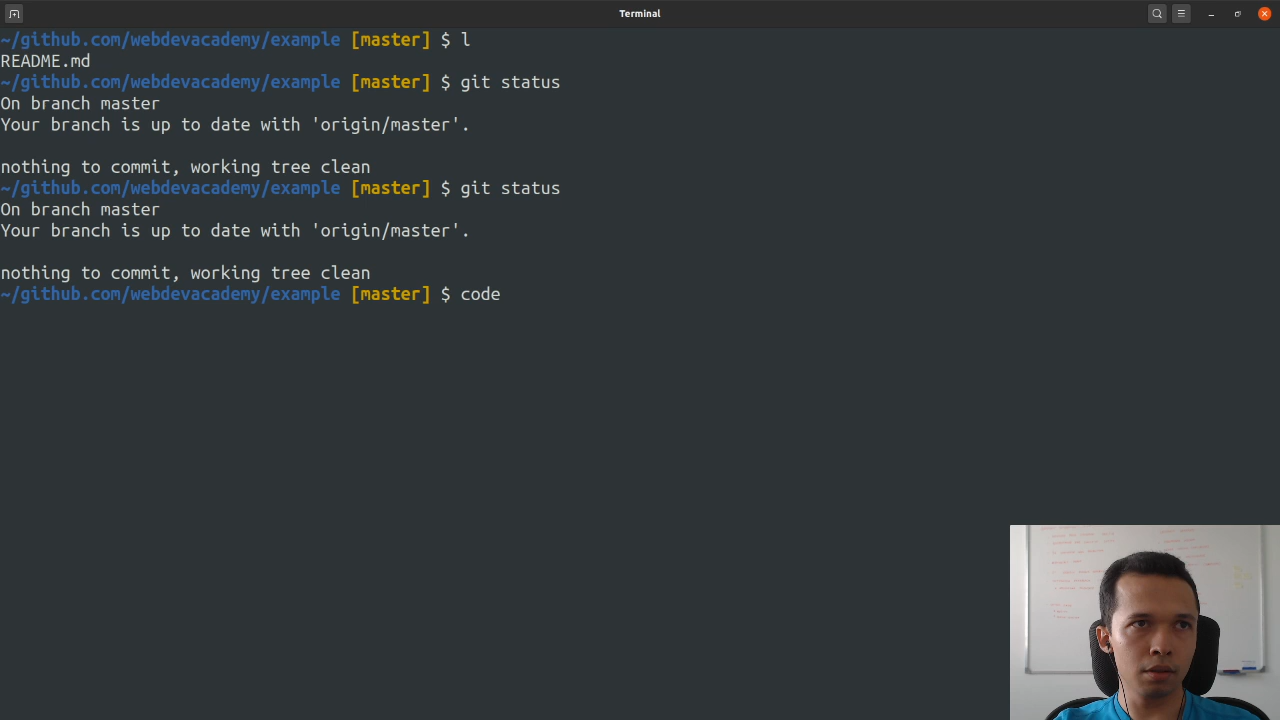 Terminal
~/github.com/webdevacademy/example [master] $ l
README.md
~/github.com/webdevacademy/example [master] $ git status
On branch master
Your branch is up to date with 'origin/master'.
nothing to commit, working tree clean
~/github.com/webdevacademy/example [master] $ git status
On branch master
Your branch is up to date with 'origin/master'.
nothing to commit, working tree clean
~/github.com/webdevacademy/example [master] $ code